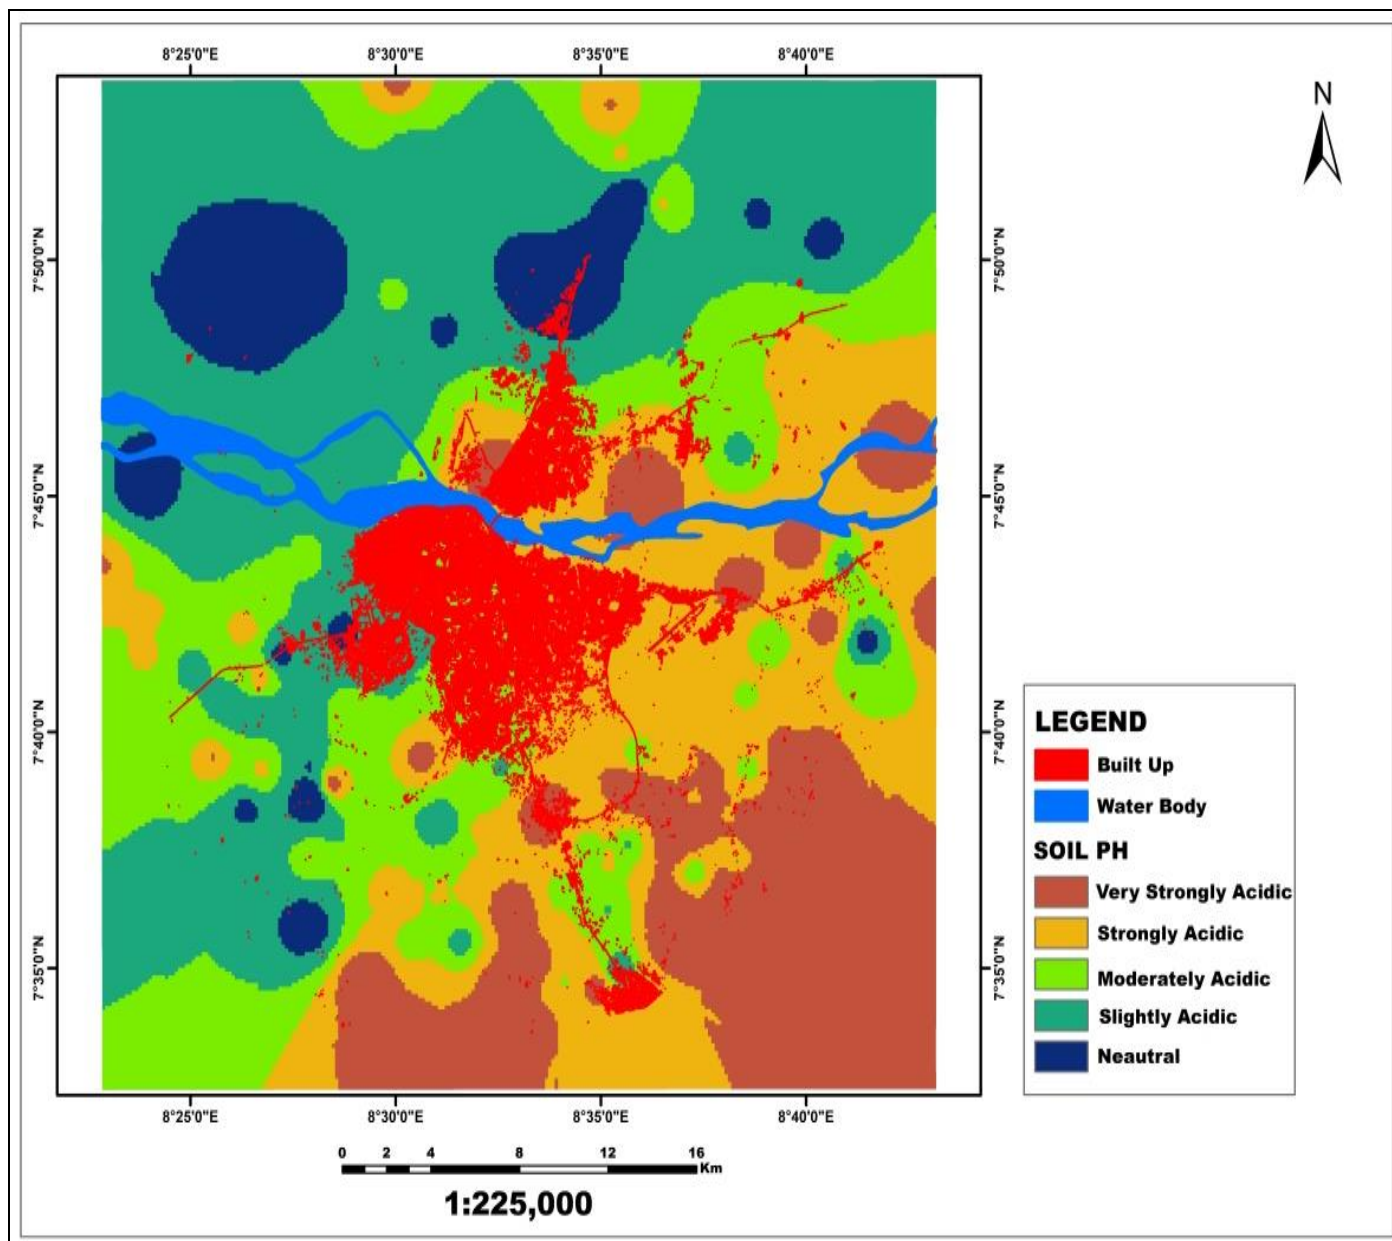 8°25'0"E 8°30'0"E 8°35'0"E 8°40'0"E
N
7°50'0"N 7°50'0"N
7°45'0"N 7°45'0"N
7°40'0"N 7°40'0"N
7°35'0"N 7°35'0"N
8°25'0"E 8°30'0"E 8°35'0"E 8°40'0"E
LEGEND
Built Up
Water Body
SOIL PH
Very Strongly Acidic
Strongly Acidic
Moderately Acidic
Slightly Acidic
Neautral
0 2 4 8 12 16
Km
1:225,000